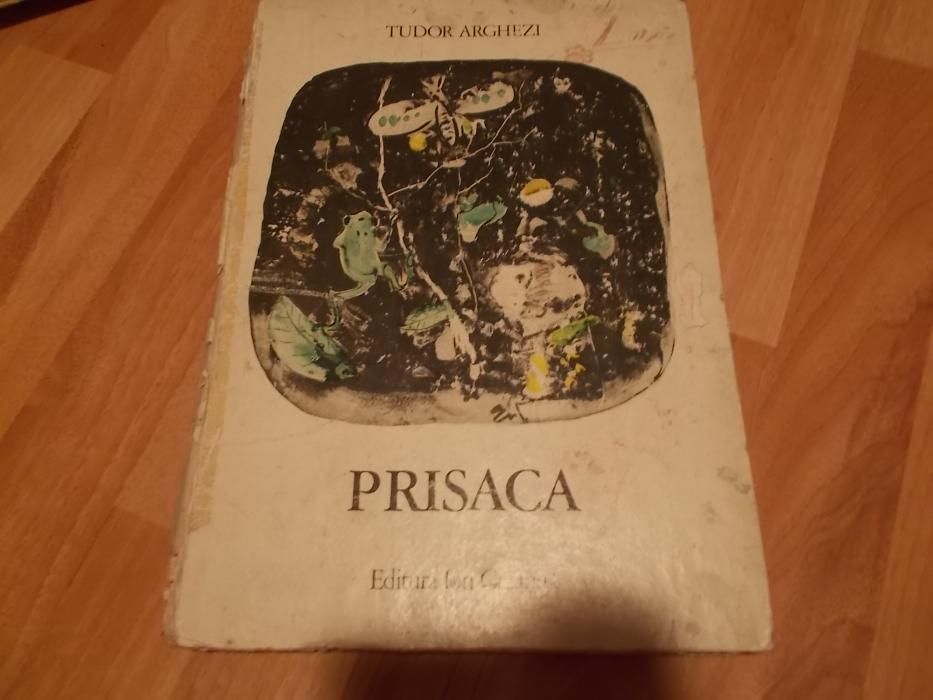 TUDOR ARGHEZI
PRISACA
Editura Ion